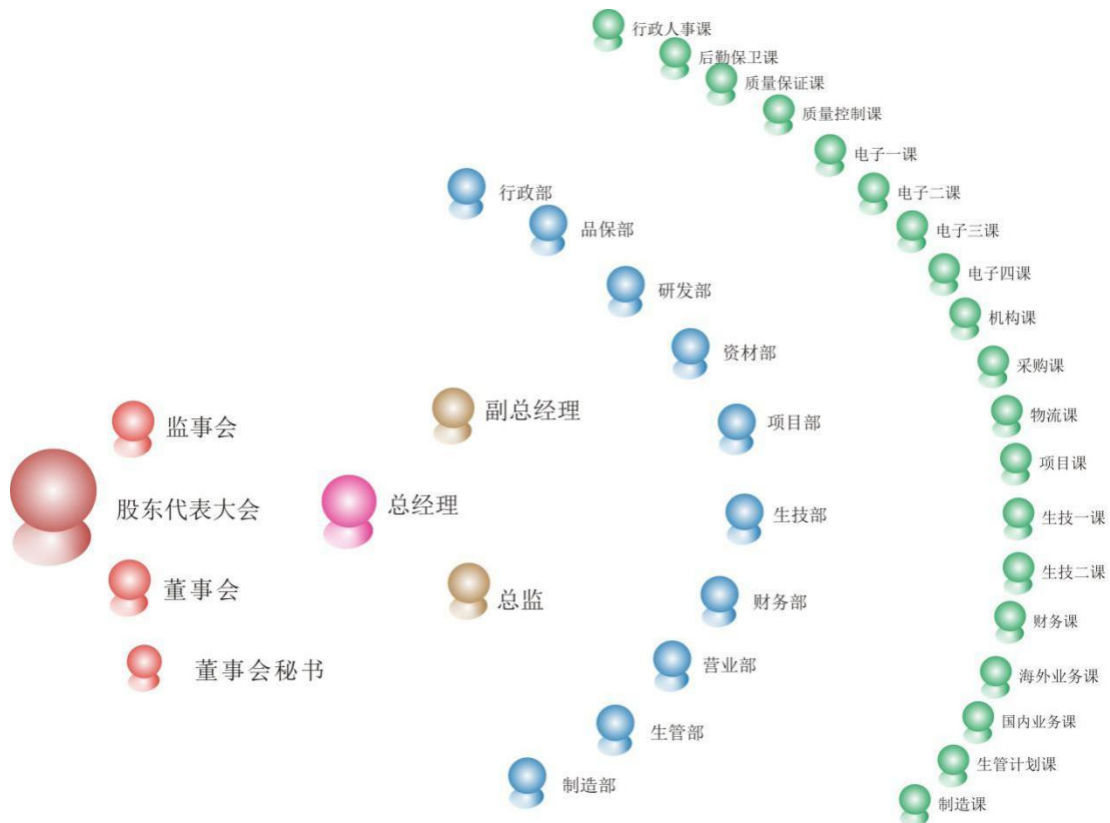 行政人事课
后勤保卫课
质量保证课
质量控制课
电子一课
电子二课
电子三课
电子四课
机构课
采购课
物流课
项目课
生技一课
生技二课
财务课
海外业务课
国内业务课
生管计划课
制造课
行政部
品保部
研发部
资材部
项目部
生技部
财务部
营业部
生管部
制造部
副总经理
总经理
总监
监事会
股东代表大会
董事会
董事会秘书